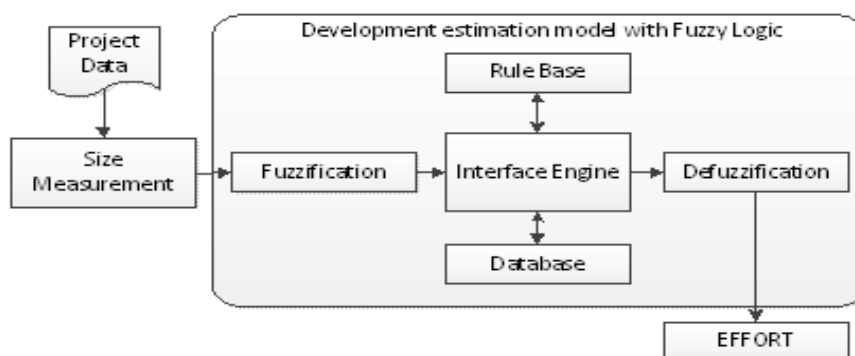 Project
Data
Development estimation model with Fuzzy Logic
Rule Base
Size
Measurement
Fuzzification
Interface Engine
Defuzzification
Database
EFFORT